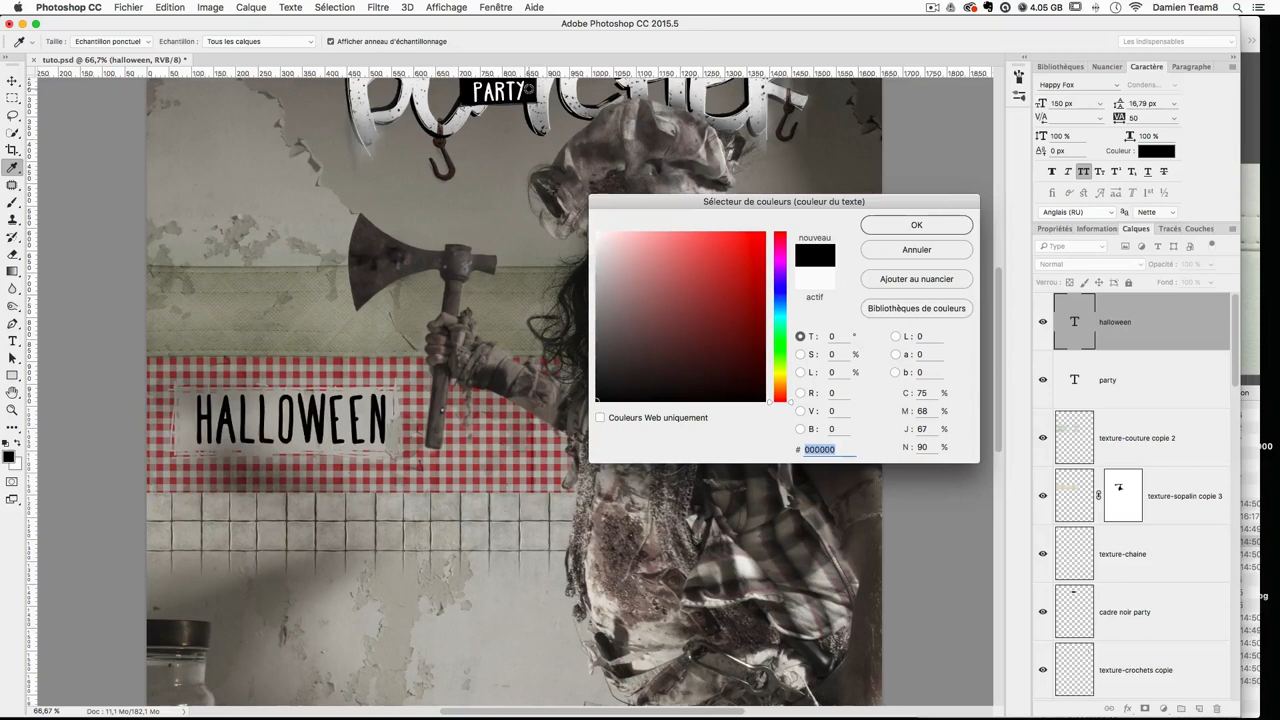 Photoshop CC Fichier Edition Image Calque Texte Sélection Filtre 3D Affichage Fenêtre Aide
4.05 GB Damien Team8
Adobe Photoshop CC 2015.5
Taille : Echantillon ponctuel Echantillon : Tous les calques Afficher anneau d'échantillonnage Les indispensables
tuto.psd @ 66,7% (halloween, RVB/8) *
Bibliothèques Nuancier Caractère Paragraphe
Happy Fox Condens...
150 px 16,79 px
50
100 % 100 %
0 px Couleur :
Anglais (RU) Nette
Propriétés Information Calques Tracés Couches
Type
Normal Opacité : 100 %
Verrou : Fond : 100 %
halloween
party
texture-couture copie 2
texture-sopalin copie 3
texture-chaine
cadre noir party
texture-crochets copie
PARTY
HALLOWEEN
Sélecteur de couleurs (couleur du texte)
nouveau
actif
OK
Annuler
Ajouter au nuancier
Bibliothèques de couleurs
T : 0 ° L : 0
S : 0 % a : 0
L : 0 % b : 0
R : 0 C : 75 %
V : 0 M : 68 %
B : 0 J : 67 %
# 000000 N : 90 %
Couleurs Web uniquement
66,67 % Doc : 11,1 Mo/182,1 Mo